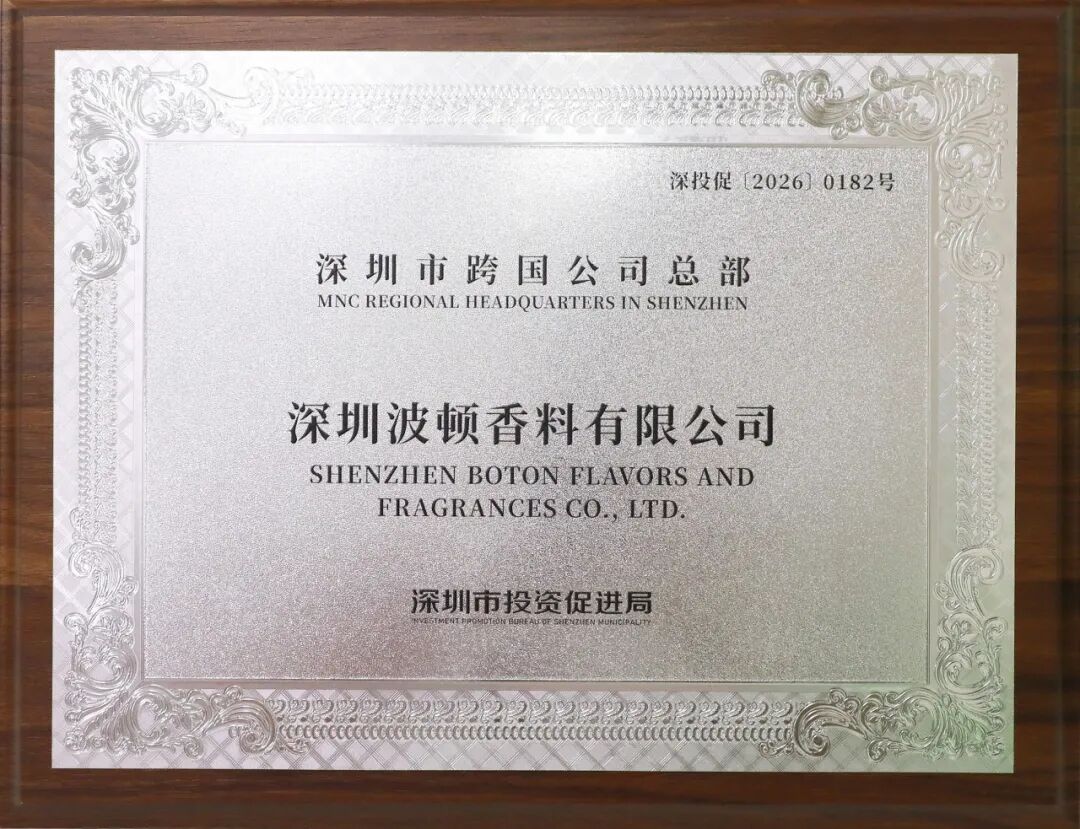 深投促〔2026〕0182号
深圳市跨国公司总部
MNC REGIONAL HEADQUARTERS IN SHENZHEN
深圳波顿香料有限公司
SHENZHEN BOTON FLAVORS AND
FRAGRANCES CO., LTD.
深圳市投资促进局
INVESTMENT PROMOTION BUREAU OF SHENZHEN MUNICIPALITY